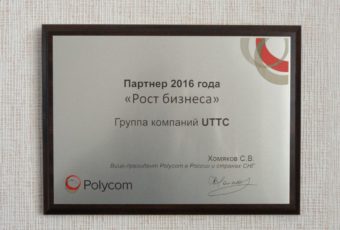 Партнер 2016 года
«Рост бизнеса»
Группа компаний UTTC
Хомяков С.В.
Вице-президент Polycom в России и странах СНГ
Polycom